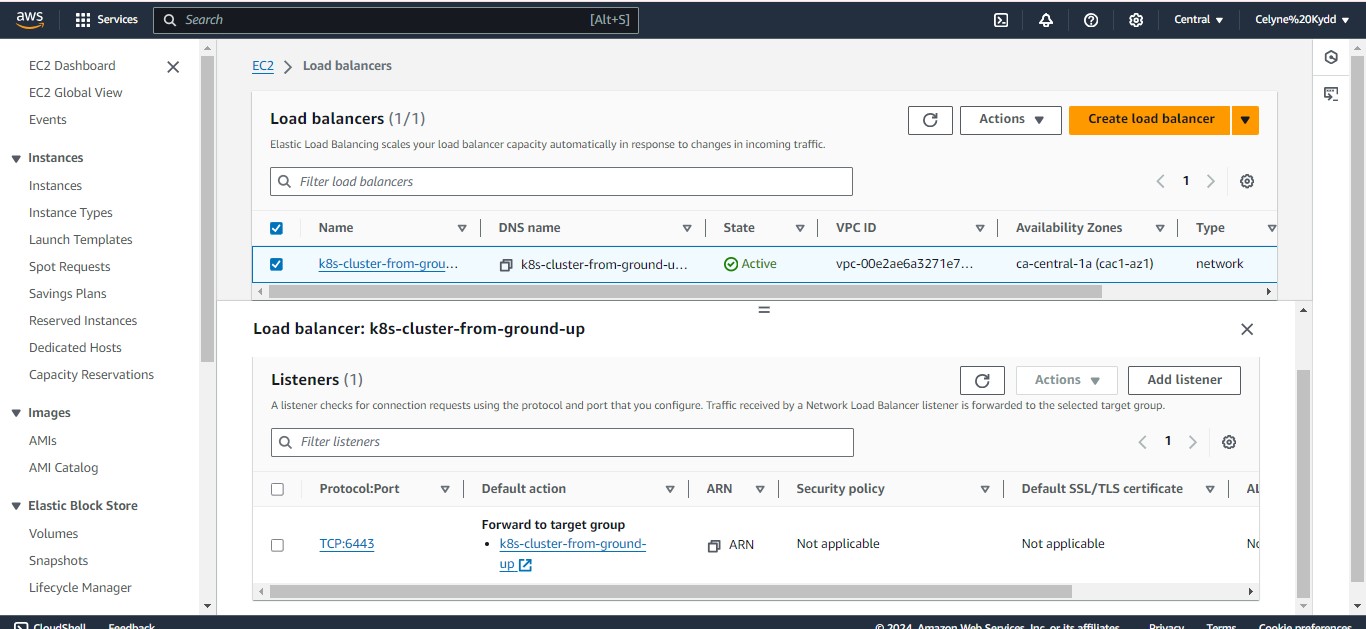 aws Services Search [Alt+S] Central Celyne%20Kydd
EC2 Dashboard
EC2 Global View
Events
Instances
Instances
Instance Types
Launch Templates
Spot Requests
Savings Plans
Reserved Instances
Dedicated Hosts
Capacity Reservations
Images
AMIs
AMI Catalog
Elastic Block Store
Volumes
Snapshots
Lifecycle Manager
EC2 Load balancers
Load balancers (1/1) Actions Create load balancer
Elastic Load Balancing scales your load balancer capacity automatically in response to changes in incoming traffic.
Filter load balancers 1
Name DNS name State VPC ID Availability Zones Type
k8s-cluster-from-grou... k8s-cluster-from-ground-u... Active vpc-00e2ae6a3271e7... ca-central-1a (cac1-az1) network
Load balancer: k8s-cluster-from-ground-up
Listeners (1) Actions Add listener
A listener checks for connection requests using the protocol and port that you configure. Traffic received by a Network Load Balancer listener is forwarded to the selected target group.
Filter listeners 1
Protocol:Port Default action ARN Security policy Default SSL/TLS certificate AL
Forward to target group
TCP:6443 • k8s-cluster-from-ground- ARN Not applicable Not applicable No
up
CloudShell Feedback © 2024, Amazon Web Services, Inc. or its affiliates. Privacy Terms Cookie preferences